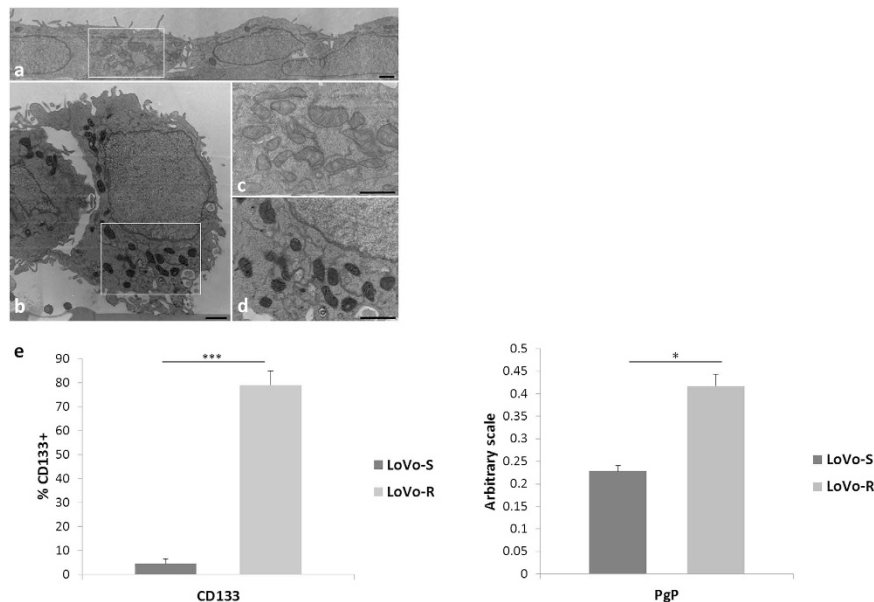 a
b
c
d
e
90
80
70
60
50
40
30
20
10
0
% CD133+
***
CD133
LoVo-S
LoVo-R
0.5
0.45
0.4
0.35
0.3
0.25
0.2
0.15
0.1
0.05
0
Arbitrary scale
*
PgP
LoVo-S
LoVo-R